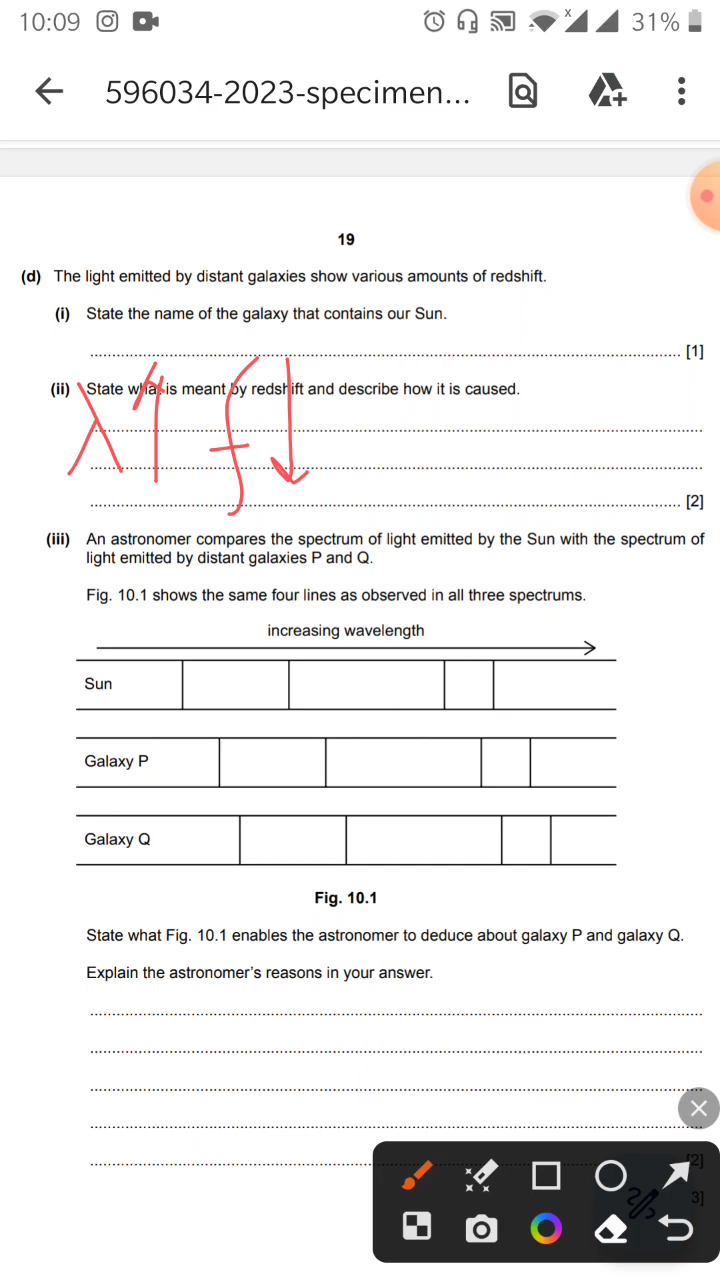 10:09 31%
596034-2023-specimen...
19
(d) The light emitted by distant galaxies show various amounts of redshift.
(i) State the name of the galaxy that contains our Sun.
[1]
(ii) State what is meant by redshift and describe how it is caused.
λ↑ f↓
[2]
(iii) An astronomer compares the spectrum of light emitted by the Sun with the spectrum of
light emitted by distant galaxies P and Q.
Fig. 10.1 shows the same four lines as observed in all three spectrums.
increasing wavelength
Sun
Galaxy P
Galaxy Q
Fig. 10.1
State what Fig. 10.1 enables the astronomer to deduce about galaxy P and galaxy Q.
Explain the astronomer's reasons in your answer.
[2]
3]